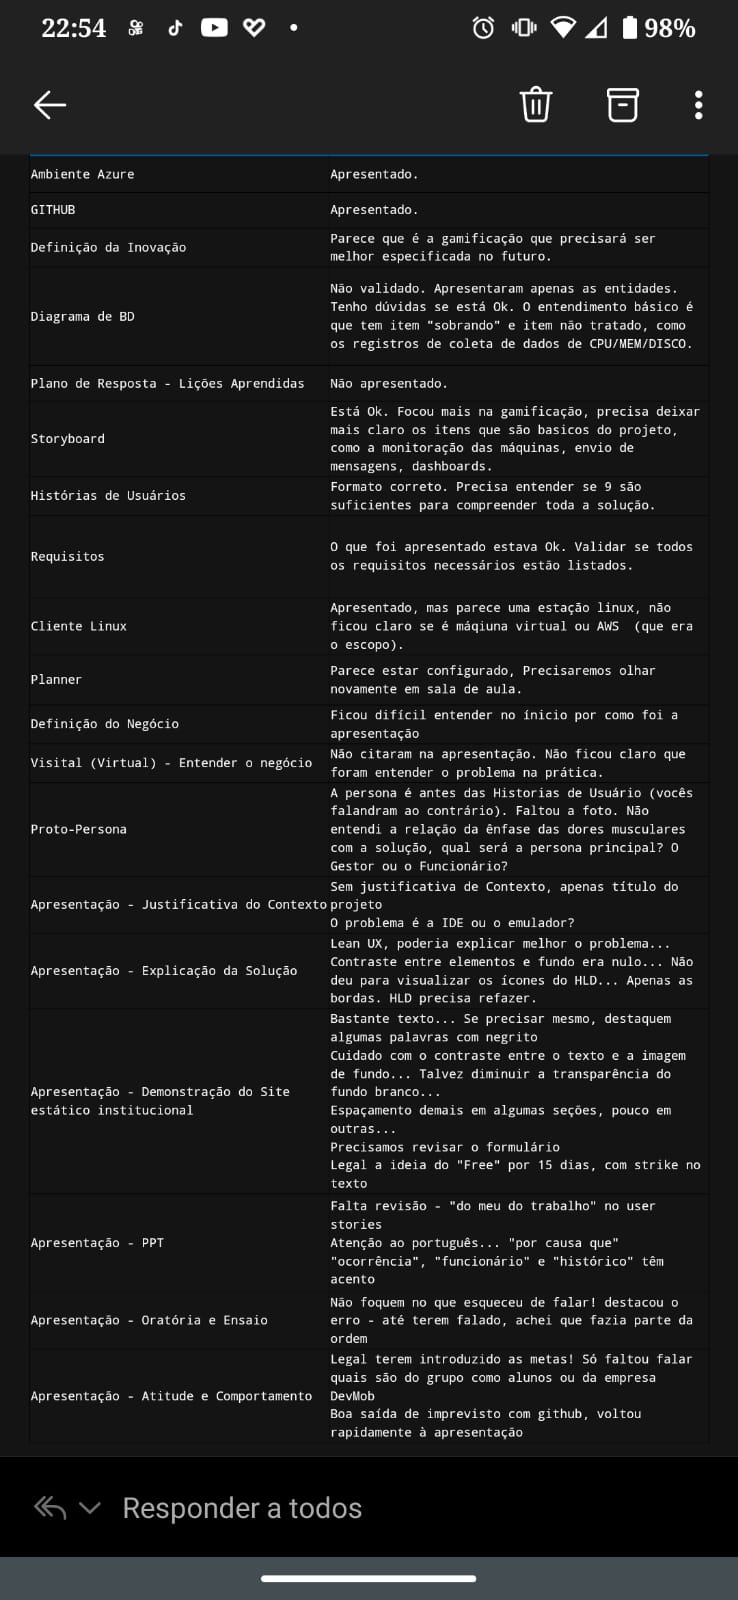 22:54
98%
Ambiente Azure
Apresentado.
GITHUB
Apresentado.
Definição da Inovação
Parece que é a gamificação que precisará ser
melhor especificada no futuro.
Diagrama de BD
Não validado. Apresentaram apenas as entidades.
Tenho dúvidas se está Ok. O entendimento básico é
que tem item "sobrando" e item não tratado, como
os registros de coleta de dados de CPU/MEM/DISCO.
Plano de Resposta - Lições Aprendidas
Não apresentado.
Storyboard
Está Ok. Focou mais na gamificação, precisa deixar
mais claro os itens que são basicos do projeto,
como a monitoração das máquinas, envio de
mensagens, dashboards.
Histórias de Usuários
Formato correto. Precisa entender se 9 são
suficientes para compreender toda a solução.
Requisitos
O que foi apresentado estava Ok. Validar se todos
os requisitos necessários estão listados.
Cliente Linux
Apresentado, mas parece uma estação linux, não
ficou claro se é máqiuna virtual ou AWS (que era
o escopo).
Planner
Parece estar configurado, Precisaremos olhar
novamente em sala de aula.
Definição do Negócio
Ficou difícil entender no ínicio por como foi a
apresentação
Visital (Virtual) - Entender o negócio
Não citaram na apresentação. Não ficou claro que
foram entender o problema na prática.
Proto-Persona
A persona é antes das Historias de Usuário (vocês
falandram ao contrário). Faltou a foto. Não
entendi a relação da ênfase das dores musculares
com a solução, qual será a persona principal? O
Gestor ou o Funcionário?
Apresentação - Justificativa do Contexto
Sem justificativa de Contexto, apenas título do
projeto
O problema é a IDE ou o emulador?
Apresentação - Explicação da Solução
Lean UX, poderia explicar melhor o problema...
Contraste entre elementos e fundo era nulo... Não
deu para visualizar os ícones do HLD... Apenas as
bordas. HLD precisa refazer.
Apresentação - Demonstração do Site
estático institucional
Bastante texto... Se precisar mesmo, destaquem
algumas palavras com negrito
Cuidado com o contraste entre o texto e a imagem
de fundo... Talvez diminuir a transparência do
fundo branco...
Espaçamento demais em algumas seções, pouco em
outras...
Precisamos revisar o formulário
Legal a ideia do "Free" por 15 dias, com strike no
texto
Apresentação - PPT
Falta revisão - "do meu do trabalho" no user
stories
Atenção ao português... "por causa que"
"ocorrência", "funcionário" e "histórico" têm
acento
Apresentação - Oratória e Ensaio
Não foquem no que esqueceu de falar! destacou o
erro - até terem falado, achei que fazia parte da
ordem
Apresentação - Atitude e Comportamento
Legal terem introduzido as metas! Só faltou falar
quais são do grupo como alunos ou da empresa
DevMob
Boa saída de imprevisto com github, voltou
rapidamente à apresentação
Responder a todos